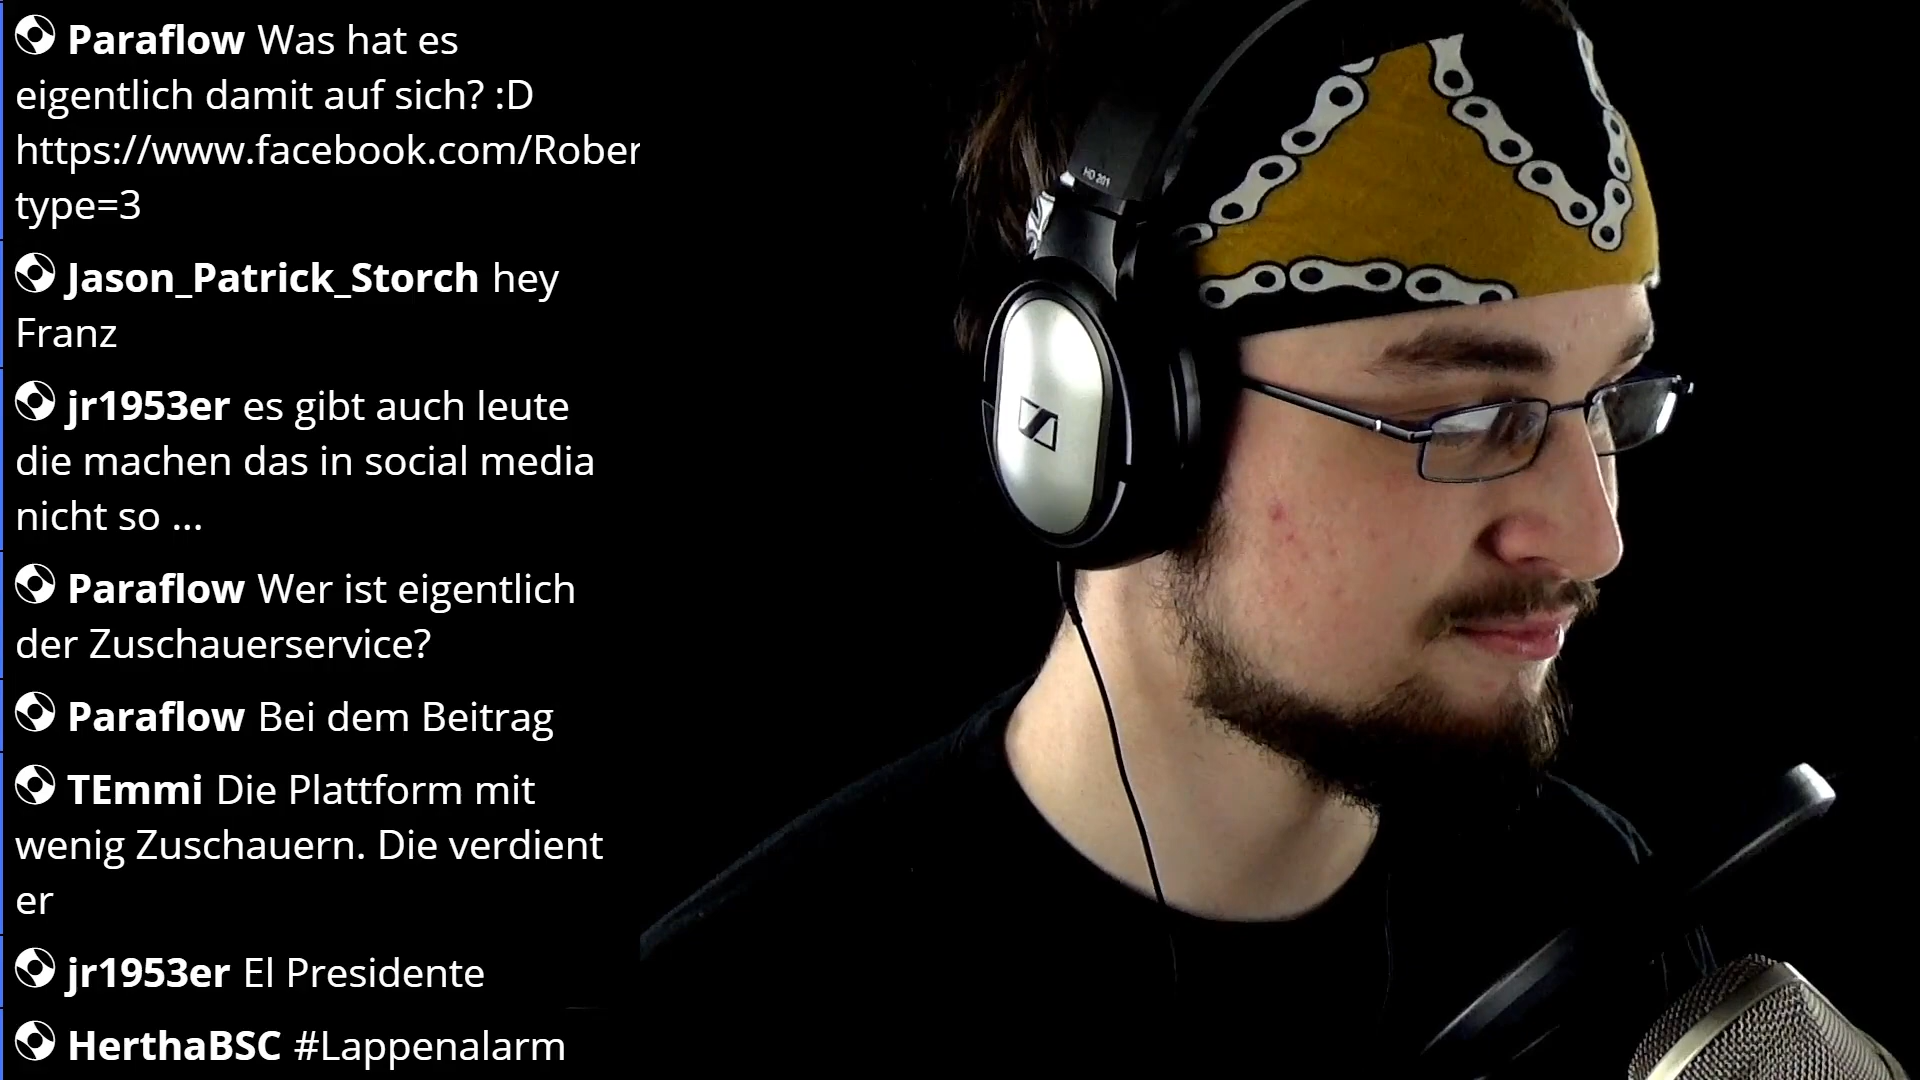 Paraflow Was hat es
eigentlich damit auf sich? :D
https://www.facebook.com/Rober
type=3
Jason_Patrick_Storch hey
Franz
jr1953er es gibt auch leute
die machen das in social media
nicht so ...
Paraflow Wer ist eigentlich
der Zuschauerservice?
Paraflow Bei dem Beitrag
TEmmi Die Plattform mit
wenig Zuschauern. Die verdient
er
jr1953er El Presidente
HerthaBSC #Lappenalarm
HD 201